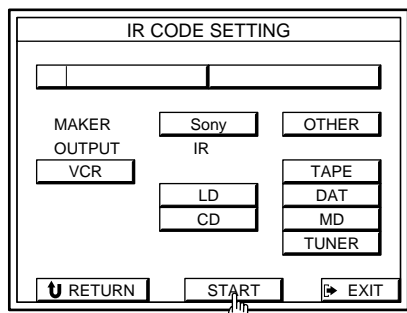 IR CODE SETTING
MAKER Sony OTHER
OUTPUT IR
VCR TAPE
LD DAT
CD MD
TUNER
RETURN START EXIT